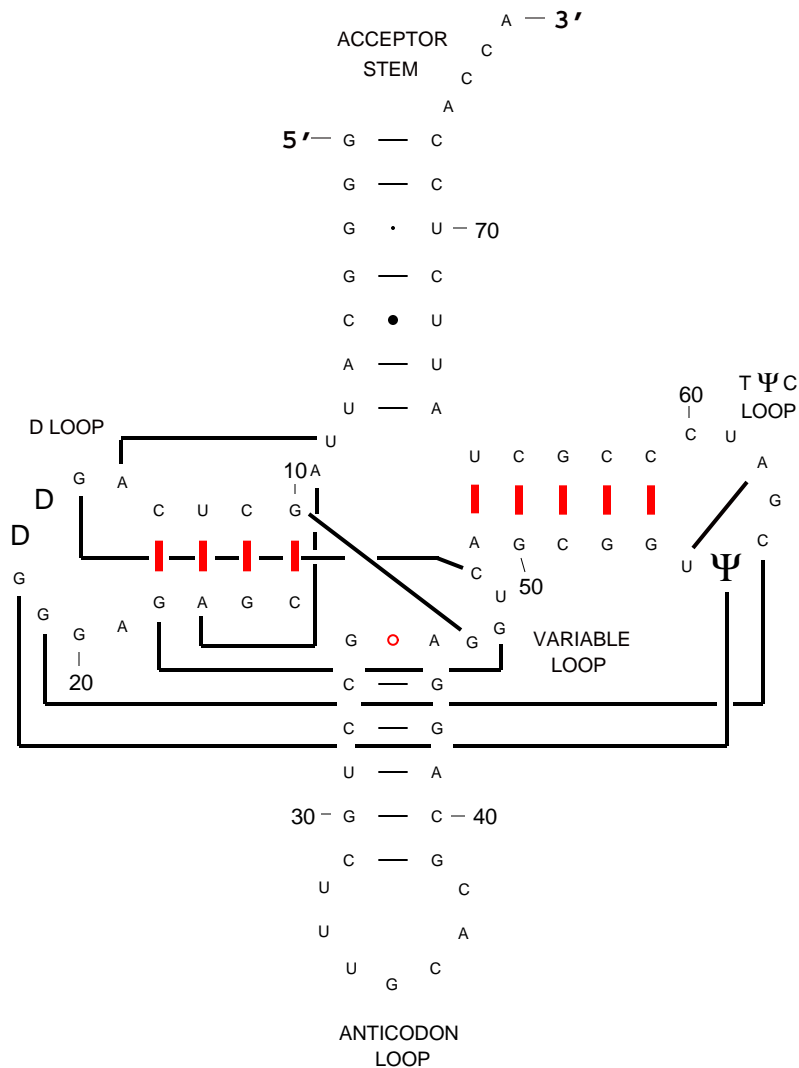 A 3′
ACCEPTOR
C
STEM
C
A
5′ G C
G C
G U 70
G C
C U
A U
60
T Ψ C
U A
LOOP
D LOOP
C U
U
U C G C C
A
10 A
G A
D
G
C U C G
D
C
A G C G G U Ψ
C
50
G
U
G A G C
G
G A
G A G
VARIABLE
G
LOOP
20
C G
C G
U A
30 G C 40
C G
U C
U A
U C
G
ANTICODON
LOOP